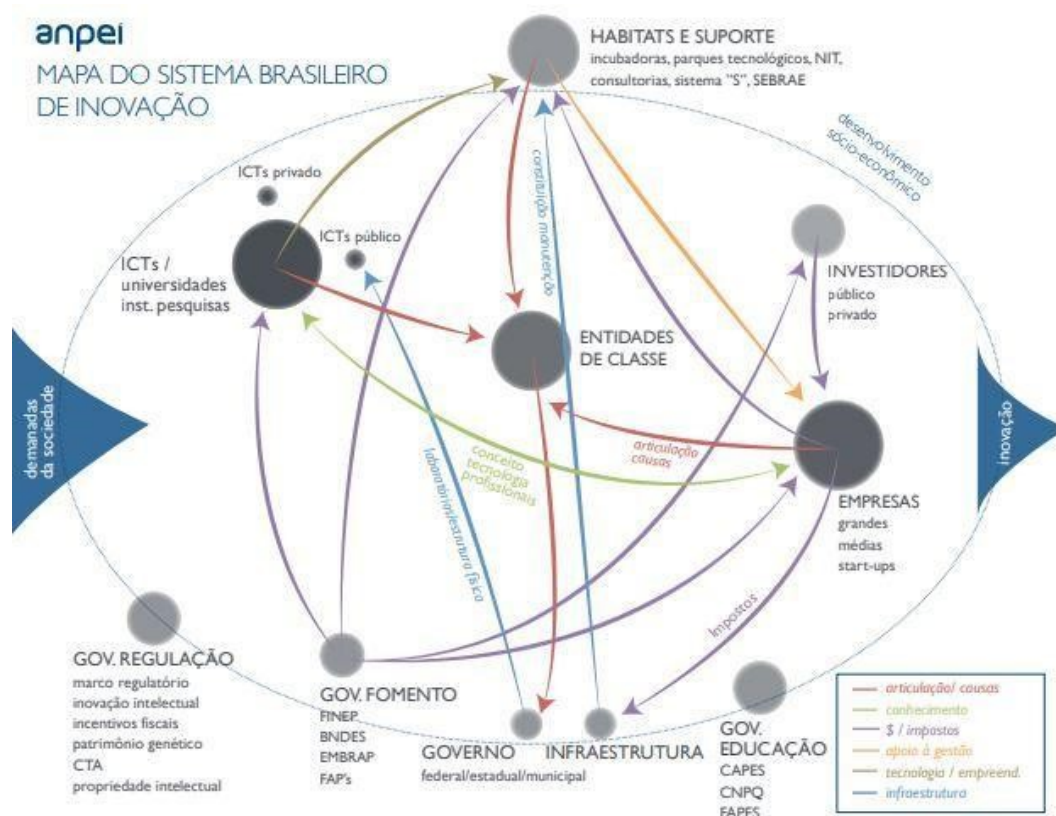 anpei
MAPA DO SISTEMA BRASILEIRO
DE INOVAÇÃO
HABITATS E SUPORTE
incubadoras, parques tecnológicos, NIT,
consultorias, sistema "S", SEBRAE
desenvolvimento
sócio-econômico
ICTs privado
ICTs público
ICTs /
universidades
inst. pesquisas
constituição manutenção
INVESTIDORES
público
privado
ENTIDADES
DE CLASSE
demanadas
da sociedade
inovação
articulação
causas
conceito
tecnologia
profissionais
laboratórios/estrutura física
EMPRESAS
grandes
médias
start-ups
Impostos
GOV. REGULAÇÃO
marco regulatório
inovação intelectual
incentivos fiscais
patrimônio genético
CTA
propriedade intelectual
GOV. FOMENTO
FINEP
BNDES
EMBRAP
FAP's
GOVERNO
federal/estadual/municipal
INFRAESTRUTURA
GOV.
EDUCAÇÃO
CAPES
CNPQ
FAPES
articulação/ causas
conhecimento
$ / impostos
apoio à gestão
tecnologia / empreend.
infraestrutura